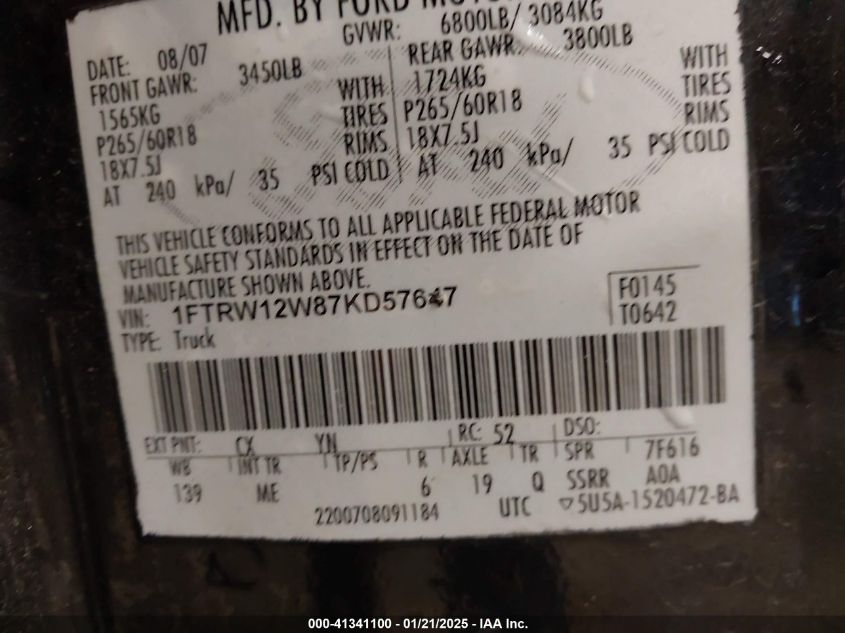 MFD. BY FORD MOTOR
GVWR: 6800LB/ 3084KG
DATE: 08/07
FRONT GAWR: 3450LB
1565KG WITH
P265/60R18 TIRES
18X7.5J RIMS
AT 240 kPa/ 35 PSI COLD
REAR GAWR: 3800LB
1724KG WITH
P265/60R18 TIRES
18X7.5J RIMS
AT 240 kPa/ 35 PSI COLD
THIS VEHICLE CONFORMS TO ALL APPLICABLE FEDERAL MOTOR
VEHICLE SAFETY STANDARDS IN EFFECT ON THE DATE OF
MANUFACTURE SHOWN ABOVE.
VIN: 1FTRW12W87KD57647
F0145
TYPE: Truck
T0642
EXT PNT: CX YN RC: 52 DSO:
WB INT TR TP/PS R AXLE TR SPR 7F616
139 ME 6 19 Q SSRR A0A
2200708091184 UTC ▽5U5A-1520472-BA
000-41341100 - 01/21/2025 - IAA Inc.